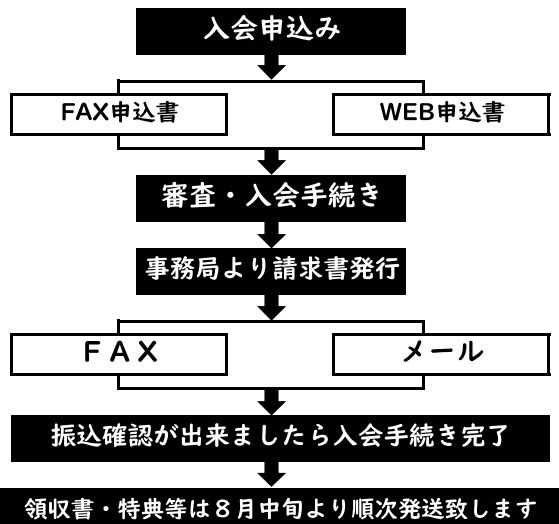 入会申込み
FAX申込書
WEB申込書
審査・入会手続き
事務局より請求書発行
ＦＡＸ
メール
振込確認が出来ましたら入会手続き完了
領収書・特典等は８月中旬より順次発送致します